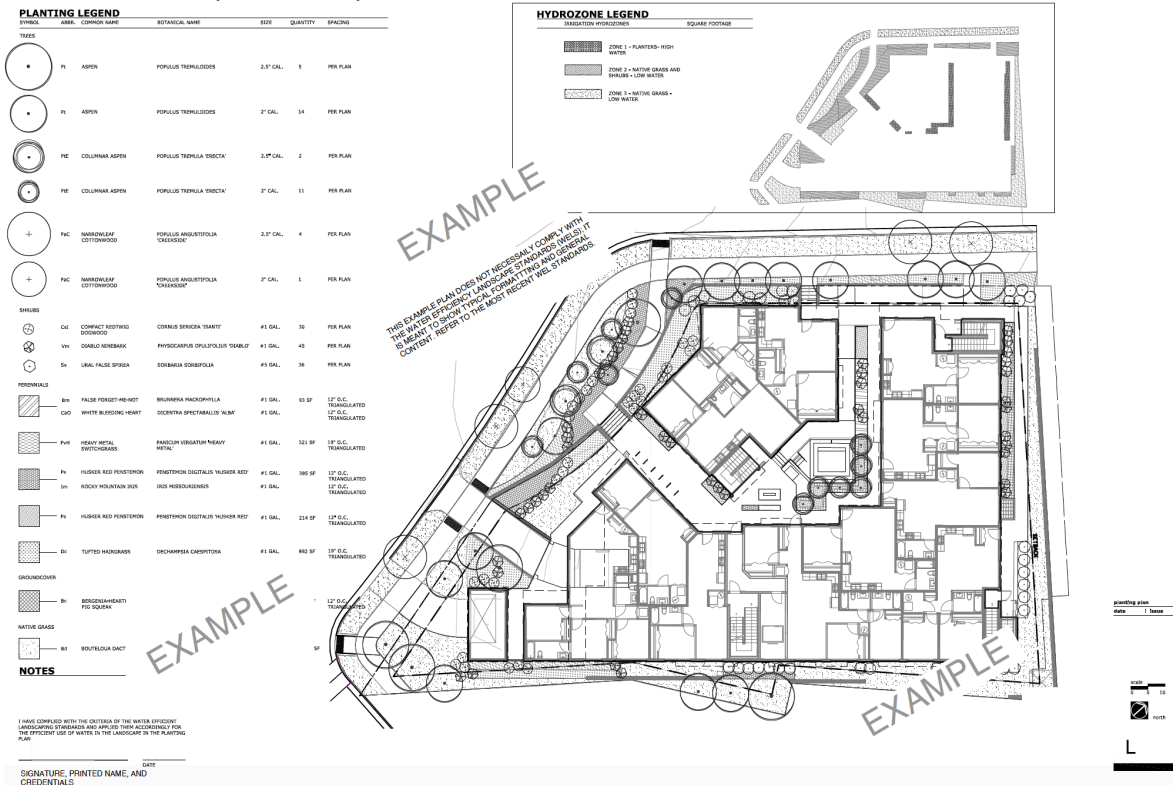 PLANTING LEGEND
SYMBOL ABBR. COMMON NAME BOTANICAL NAME SIZE QUANTITY SPACING
TREES
Pt ASPEN POPULUS TREMULOIDES 2.5" CAL. 5 PER PLAN
Pt ASPEN POPULUS TREMULOIDES 2" CAL. 14 PER PLAN
PtE COLUMNAR ASPEN POPULUS TREMULA 'ERECTA' 2.5" CAL. 2 PER PLAN
PtE COLUMNAR ASPEN POPULUS TREMULA 'ERECTA' 2" CAL. 11 PER PLAN
PaC NARROWLEAF COTTONWOOD POPULUS ANGUSTIFOLIA 'CREEKSIDE' 2.5" CAL. 4 PER PLAN
PaC NARROWLEAF COTTONWOOD POPULUS ANGUSTIFOLIA 'CREEKSIDE' 2" CAL. 1 PER PLAN
SHRUBS
CsI COMPACT REDTWIG DOGWOOD CORNUS SERICEA 'ISANTI' #1 GAL. 30 PER PLAN
Vm DIABLO NINEBARK PHYSOCARPUS OPULIFOLIUS 'DIABLO' #1 GAL. 45 PER PLAN
Ss URAL FALSE SPIREA SORBARIA SORBIFOLIA #5 GAL. 36 PER PLAN
PERENNIALS
Bm FALSE FORGET-ME-NOT BRUNNERA MACROPHYLLA #1 GAL. 83 SF 12" O.C. TRIANGULATED
WHITE BLEEDING HEART DICENTRA SPECTABALLIS 'ALBA' #1 GAL. 12" O.C. TRIANGULATED
PvH HEAVY METAL SWITCHGRASS PANICUM VIRGATUM 'HEAVY METAL' #1 GAL. 321 SF O.C. TRIANGULATED
Ps HUSKER RED PENSTEMON PENSTEMON DIGITALIS 'HUSKER RED' #1 GAL. 395 SF 12" O.C. TRIANGULATED
Im ROCKY MOUNTAIN IRIS IRIS MISSOURIENSIS #1 GAL. 12" O.C. TRIANGULATED
Ps HUSKER RED PENSTEMON PENSTEMON DIGITALIS 'HUSKER RED' #1 GAL. 214 SF 12" O.C. TRIANGULATED
Dc TUFTED HAIRGRASS DECHAMPSIA CAESPITOSA #1 GAL. 992 SF O.C. TRIANGULATED
GROUNDCOVER
Bc BERGENIA-HEARTI PIG SQUEAK 12" O.C. TRIANGULATED
NATIVE GRASS
Bd BOUTELOUA DACT SF
NOTES
I HAVE COMPLIED WITH THE CRITERIA OF THE WATER EFFICIENT
LANDSCAPING STANDARDS AND APPLIED THEM ACCORDINGLY FOR
THE EFFICIENT USE OF WATER IN THE LANDSCAPE IN THE PLANTING
PLAN
DATE
SIGNATURE, PRINTED NAME, AND
CREDENTIALS
HYDROZONE LEGEND
IRRIGATION HYDROZONES SQUARE FOOTAGE
ZONE 1 - PLANTERS- HIGH
WATER
ZONE 2 - NATIVE GRASS AND
SHRUBS - LOW WATER
ZONE 3 - NATIVE GRASS -
LOW WATER
EXAMPLE
THIS EXAMPLE PLAN DOES NOT NECESSAILY COMPLY WITH
THE WATER EFFICIENCY LANDSCAPE STANDARDS (WELS). IT
IS MEANT TO SHOW TYPICAL FORMATTTING AND GENERAL
CONTENT. REFER TO THE MOST RECENT WEL STANDARDS.
EXAMPLE
EXAMPLE
planting plan
date issue
scale
0 5 10
north
L